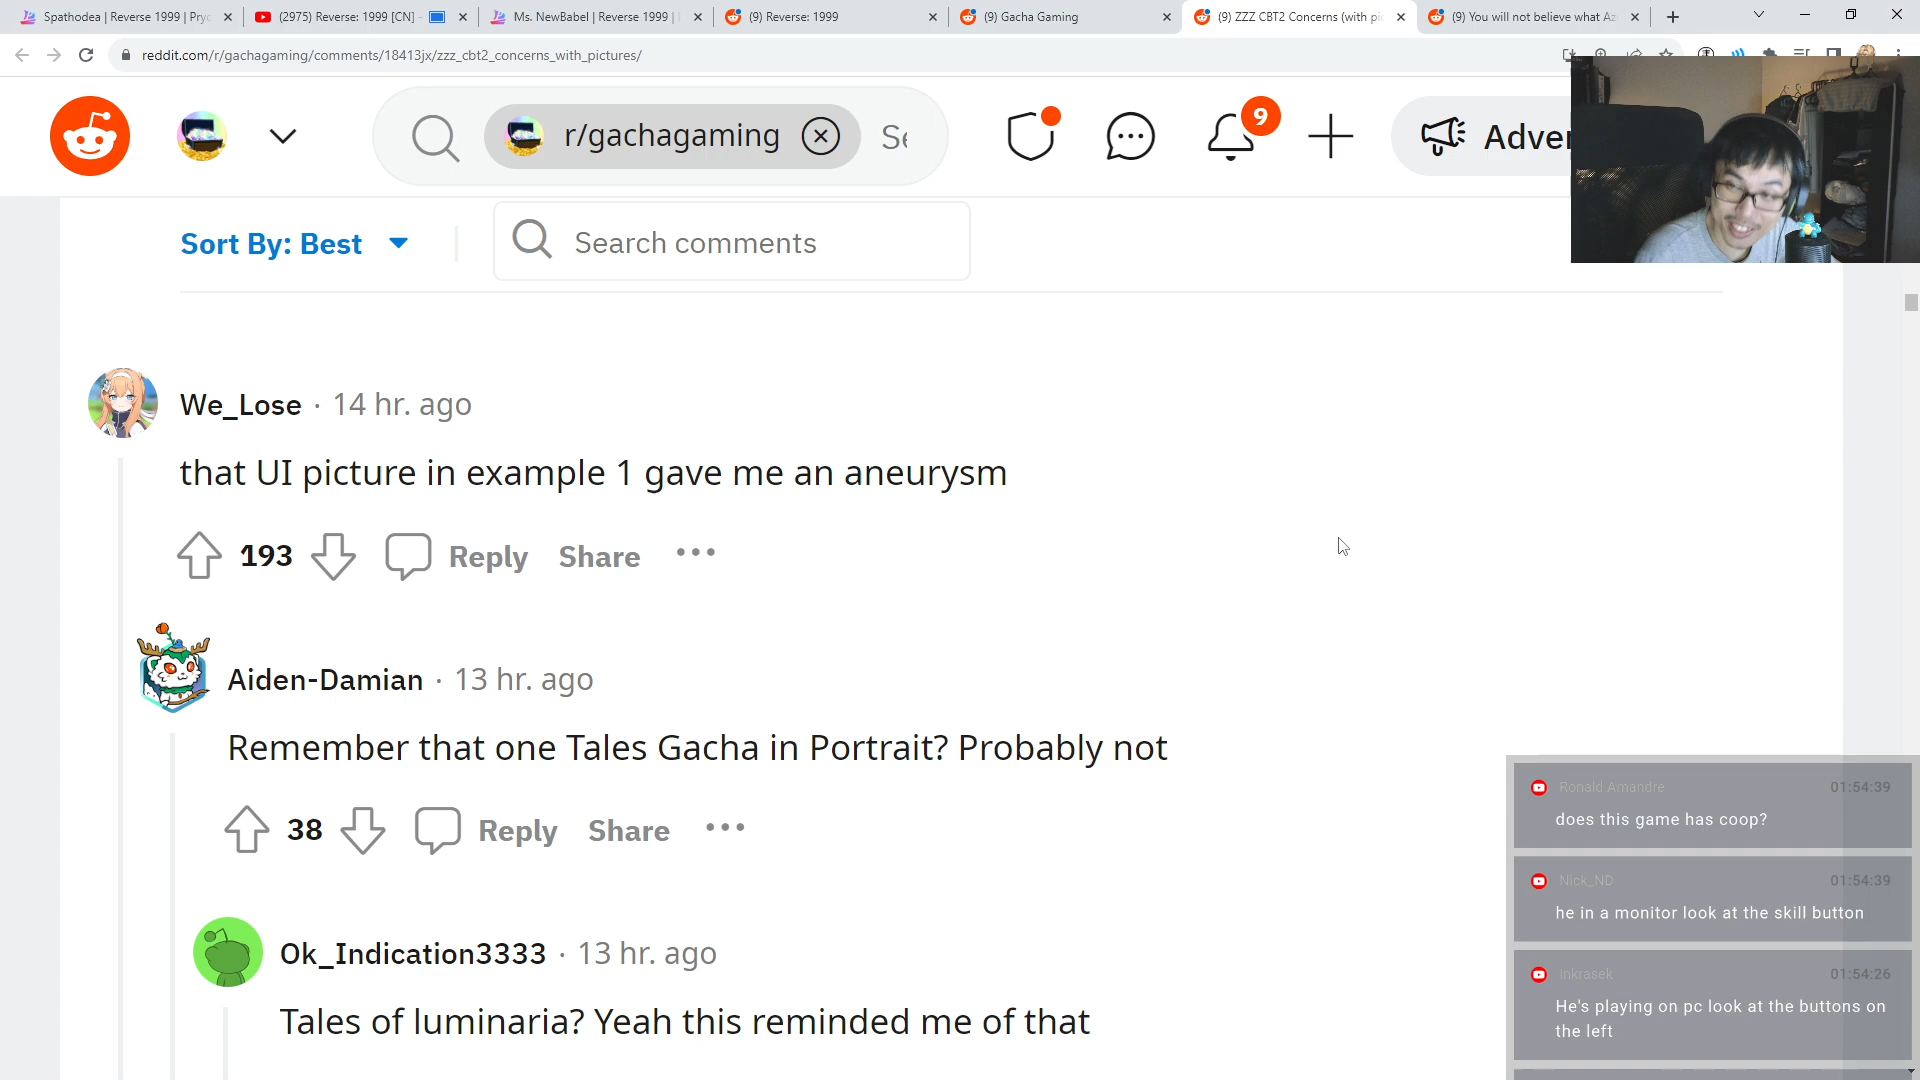 Spathodea | Reverse 1999 | Pryc
(2975) Reverse: 1999 [CN] -
Ms. NewBabel | Reverse 1999 |
(9) Reverse: 1999
(9) Gacha Gaming
(9) ZZZ CBT2 Concerns (with pic
(9) You will not believe what Az
reddit.com/r/gachagaming/comments/18413jx/zzz_cbt2_concerns_with_pictures/
r/gachagaming
Se
9
Adver
Sort By: Best
Search comments
We_Lose · 14 hr. ago
that UI picture in example 1 gave me an aneurysm
193
Reply
Share
Aiden-Damian · 13 hr. ago
Remember that one Tales Gacha in Portrait? Probably not
38
Reply
Share
Ok_Indication3333 · 13 hr. ago
Tales of luminaria? Yeah this reminded me of that
Ronald Amandre 01:54:39
does this game has coop?
Nick_ND 01:54:39
he in a monitor look at the skill button
Inkrasek 01:54:26
He's playing on pc look at the buttons on
the left